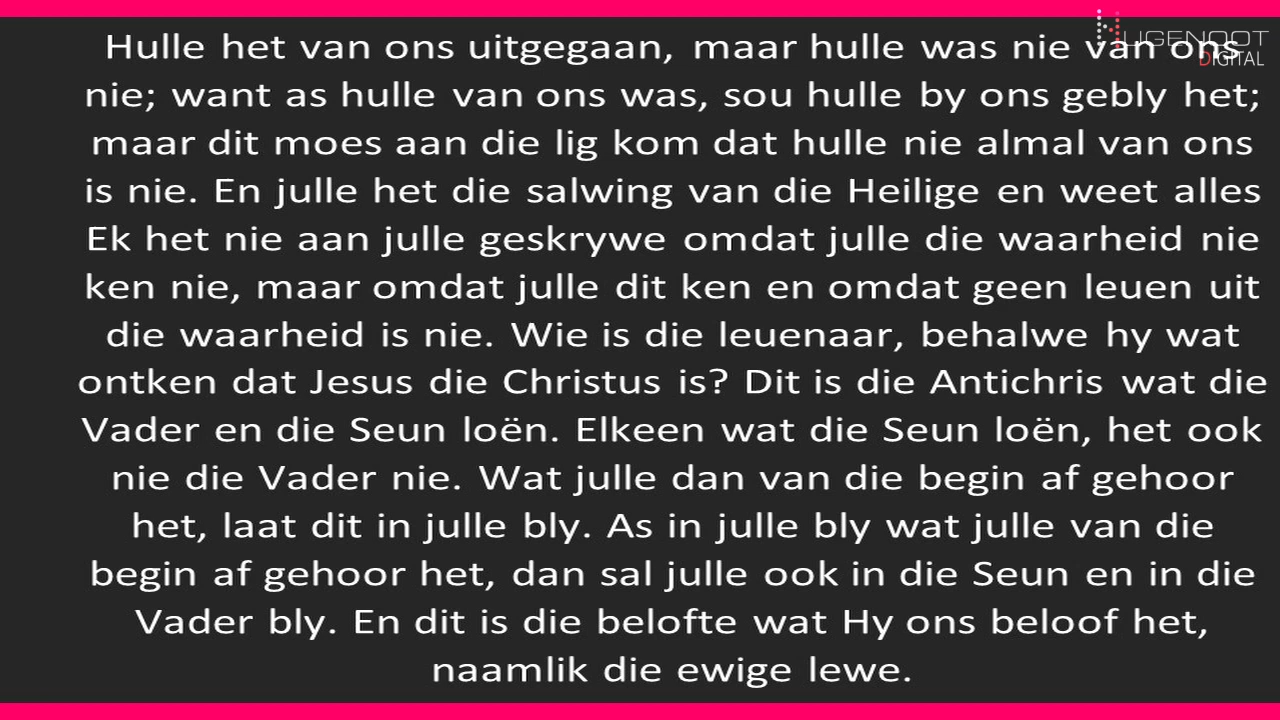 Hulle het van ons uitgegaan, maar hulle was nie van ons
nie; want as hulle van ons was, sou hulle by ons gebly het;
maar dit moes aan die lig kom dat hulle nie almal van ons
is nie. En julle het die salwing van die Heilige en weet alles
Ek het nie aan julle geskrywe omdat julle die waarheid nie
ken nie, maar omdat julle dit ken en omdat geen leuen uit
die waarheid is nie. Wie is die leuenaar, behalwe hy wat
ontken dat Jesus die Christus is? Dit is die Antichris wat die
Vader en die Seun loën. Elkeen wat die Seun loën, het ook
nie die Vader nie. Wat julle dan van die begin af gehoor
het, laat dit in julle bly. As in julle bly wat julle van die
begin af gehoor het, dan sal julle ook in die Seun en in die
Vader bly. En dit is die belofte wat Hy ons beloof het,
naamlik die ewige lewe.
HUGENOOT
DIGITAL